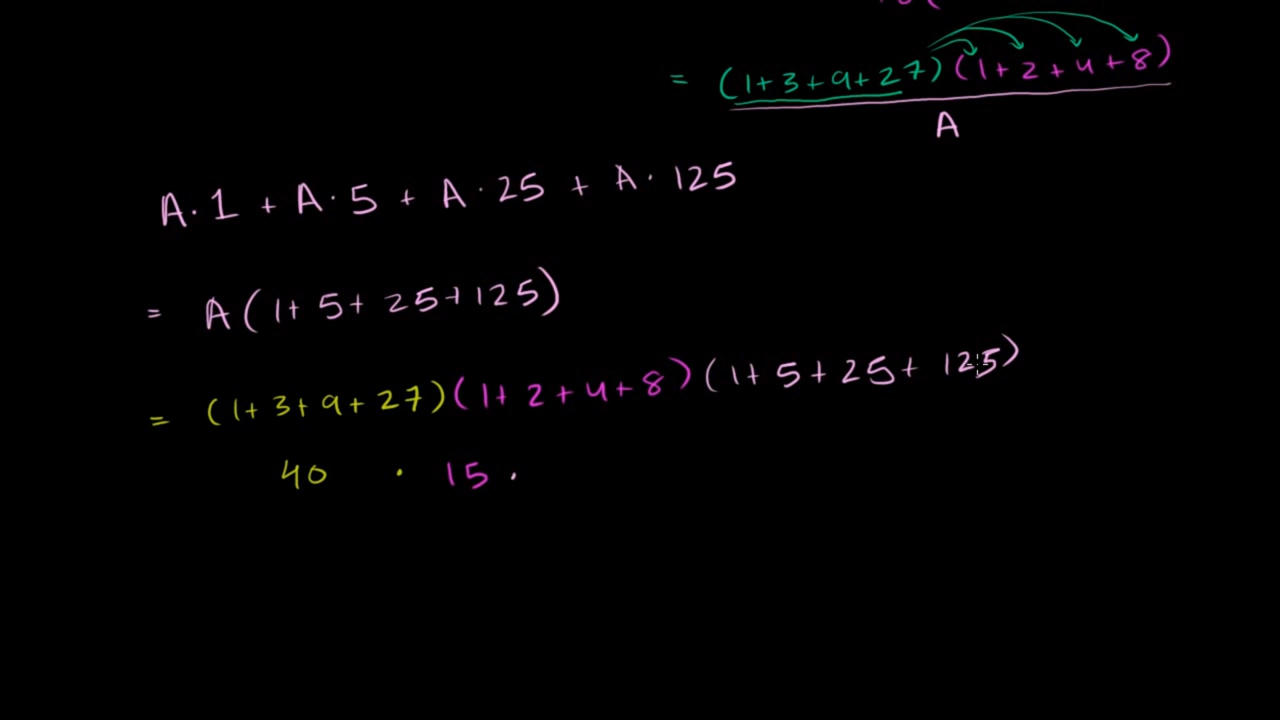 = (1+3+9+27)(1+2+4+8)
A
A·1 + A·5 + A·25 + A·125
= A(1+5+25+125)
= (1+3+9+27)(1+2+4+8)(1+5+25+125)
40 · 15 ·